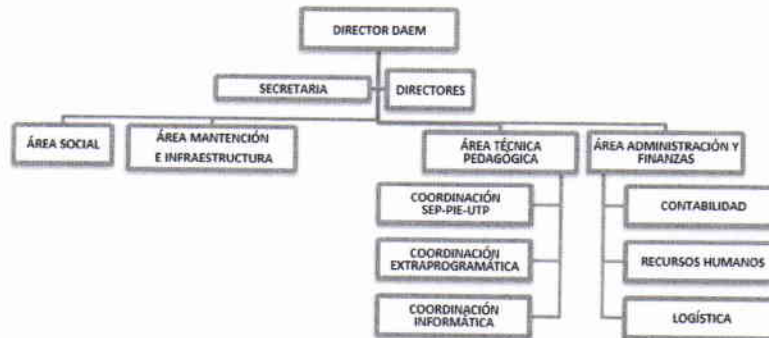 DIRECTOR DAEM
SECRETARIA
DIRECTORES
ÁREA SOCIAL
ÁREA MANTENCIÓN
E INFRAESTRUCTURA
ÁREA TÉCNICA
PEDAGÓGICA
ÁREA ADMINISTRACIÓN Y
FINANZAS
COORDINACIÓN
SEP-PIE-UTP
COORDINACIÓN
EXTRAPROGRAMÁTICA
COORDINACIÓN
INFORMÁTICA
CONTABILIDAD
RECURSOS HUMANOS
LOGÍSTICA